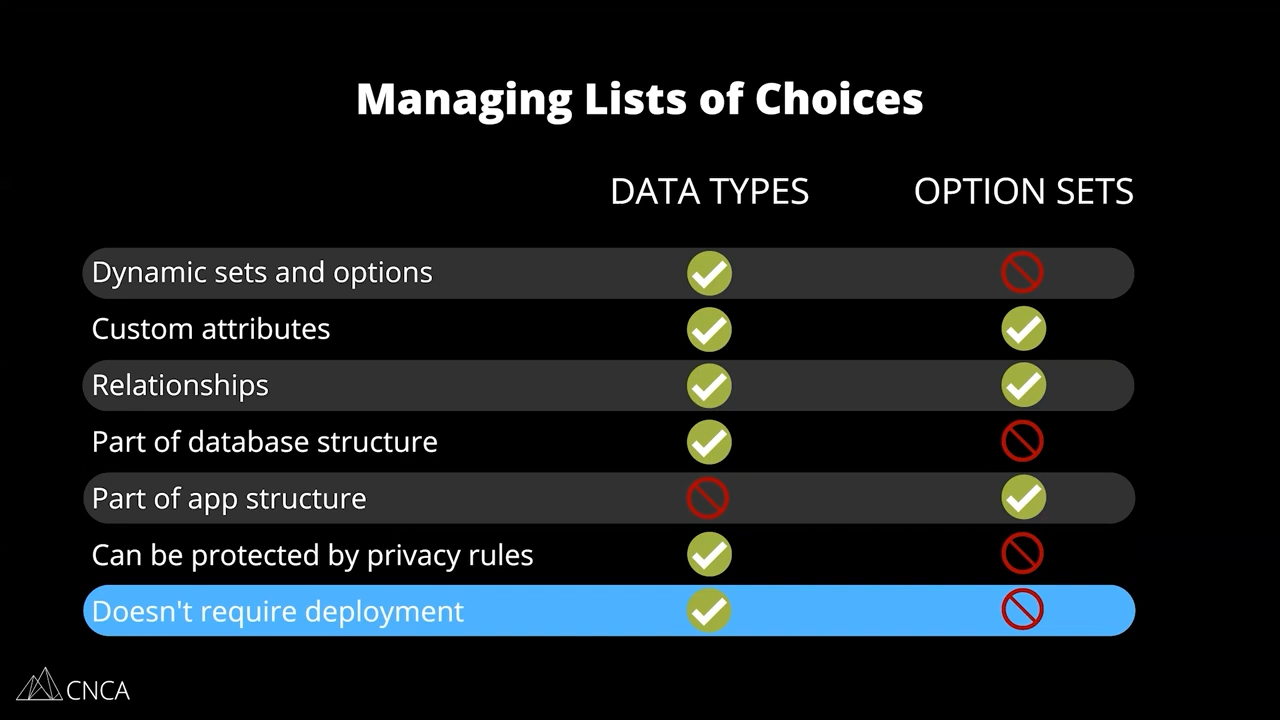 Managing Lists of Choices
DATA TYPES OPTION SETS
Dynamic sets and options
Custom attributes
Relationships
Part of database structure
Part of app structure
Can be protected by privacy rules
Doesn't require deployment
CNCA